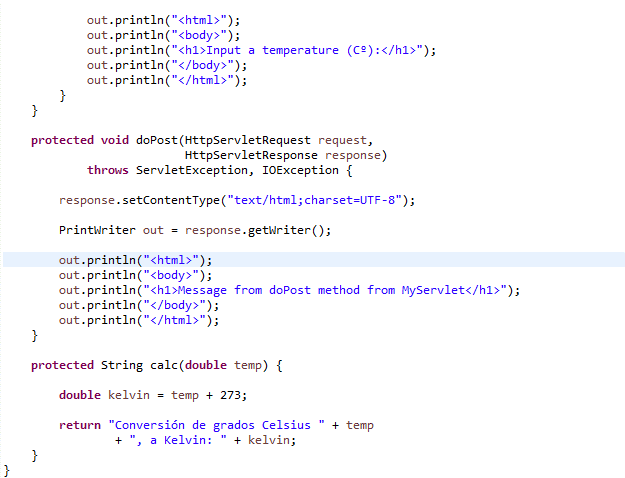 out.println("<html>");
out.println("<body>");
out.println("<h1>Input a temperature (Cº):</h1>");
out.println("</body>");
out.println("</html>");
}
}
protected void doPost(HttpServletRequest request,
HttpServletResponse response)
throws ServletException, IOException {
response.setContentType("text/html;charset=UTF-8");
PrintWriter out = response.getWriter();
out.println("<html>");
out.println("<body>");
out.println("<h1>Message from doPost method from MyServlet</h1>");
out.println("</body>");
out.println("</html>");
}
protected String calc(double temp) {
double kelvin = temp + 273;
return "Conversión de grados Celsius " + temp
+ ", a Kelvin: " + kelvin;
}
}